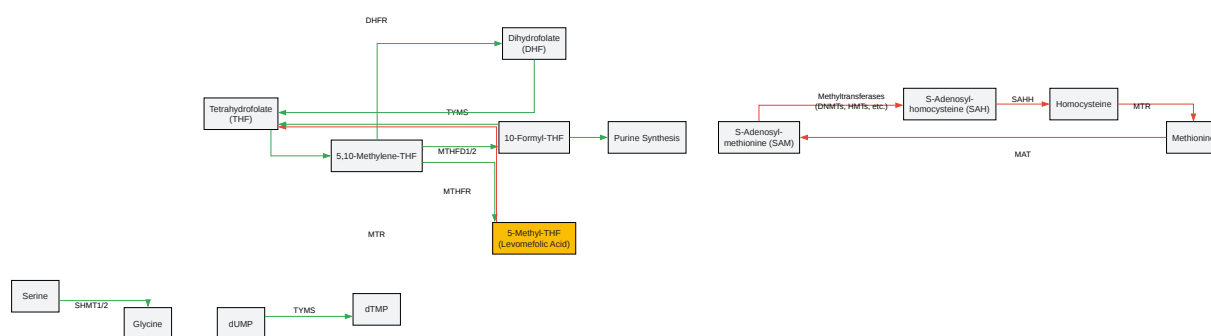 DHFR
Dihydrofolate
(DHF)
Tetrahydrofolate
(THF)
TYMS
10-Formyl-THF
Purine Synthesis
5,10-Methylene-THF
MTHFD1/2
MTHFR
MTR
5-Methyl-THF
(Levomefolic Acid)
Methyltransferases
(DNMTs, HMTs, etc.)
S-Adenosyl-
homocysteine (SAH)
SAHH
Homocysteine
MTR
S-Adenosyl-
methionine (SAM)
Methionine
MAT
Serine
SHMT1/2
Glycine
dUMP
TYMS
dTMP